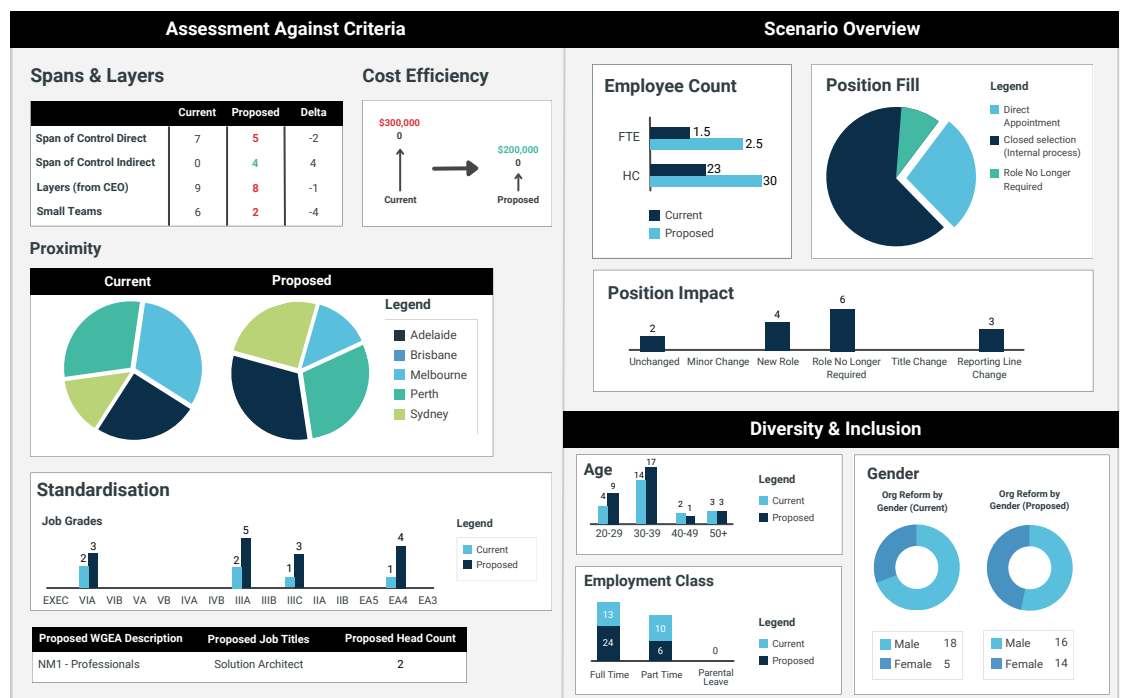 Assessment Against Criteria
Spans & Layers
Current Proposed Delta
Span of Control Direct 7 5 -2
Span of Control Indirect 0 4 4
Layers (from CEO) 9 8 -1
Small Teams 6 2 -4
Cost Efficiency
$300,000
0
Current
$200,000
0
Proposed
Proximity
Current Proposed
Legend
Adelaide
Brisbane
Melbourne
Perth
Sydney
Standardisation
Job Grades
2 3 2 5 1 3 1 4
EXEC VIA VIB VA VB IVA IVB IIIA IIIB IIIC IIA IIB EA5 EA4 EA3
Legend
Current
Proposed
Proposed WGEA Description Proposed Job Titles Proposed Head Count
NM1 - Professionals Solution Architect 2
Scenario Overview
Employee Count
FTE 1.5
2.5
HC 23
30
Current
Proposed
Position Fill
Legend
Direct
Appointment
Closed selection
(Internal process)
Role No Longer
Required
Position Impact
2 4 6 3
Unchanged Minor Change New Role Role No Longer Title Change Reporting Line
Required Change
Diversity & Inclusion
Age
4 9 14 17 2 1 3 3
20-29 30-39 40-49 50+
Legend
Current
Proposed
Employment Class
13 10 0
24 6
Full Time Part Time Parental
Leave
Legend
Current
Proposed
Gender
Org Reform by
Gender (Current)
Male 18
Female 5
Org Reform by
Gender (Proposed)
Male 16
Female 14